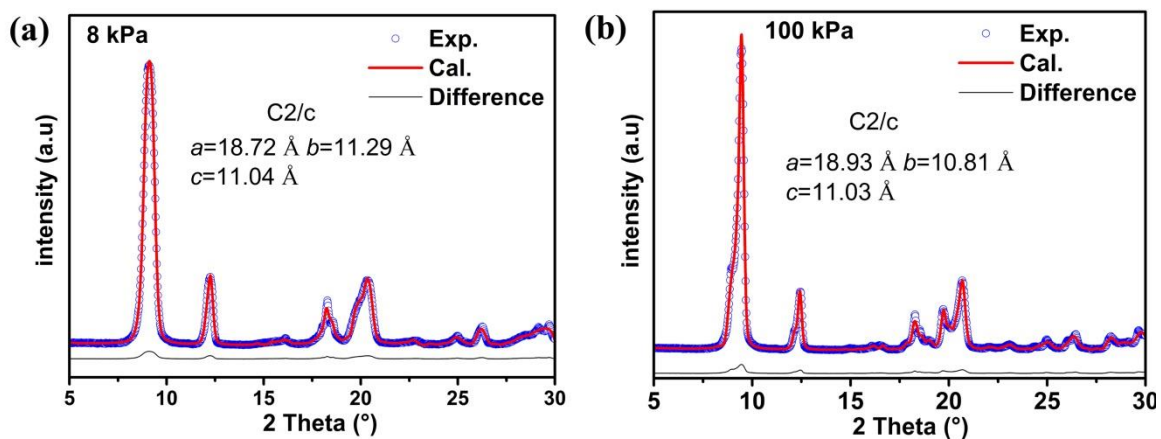 (a)
8 kPa
Exp.
Cal.
Difference
C2/c
a=18.72 Å b=11.29 Å
c=11.04 Å
intensity (a.u)
5 10 15 20 25 30
2 Theta (°)
(b)
100 kPa
Exp.
Cal.
Difference
C2/c
a=18.93 Å b=10.81 Å
c=11.03 Å
intensity (a.u)
5 10 15 20 25 30
2 Theta (°)